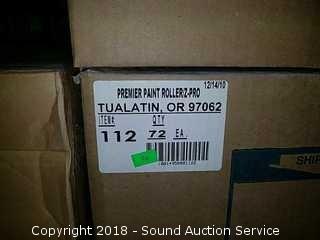 PREMIER PAINT ROLLER/Z-PRO 12/14/10
TUALATIN, OR 97062
ITEM# QTY
112 72 EA.
SHIP
Copyright 2018 - Sound Auction Service